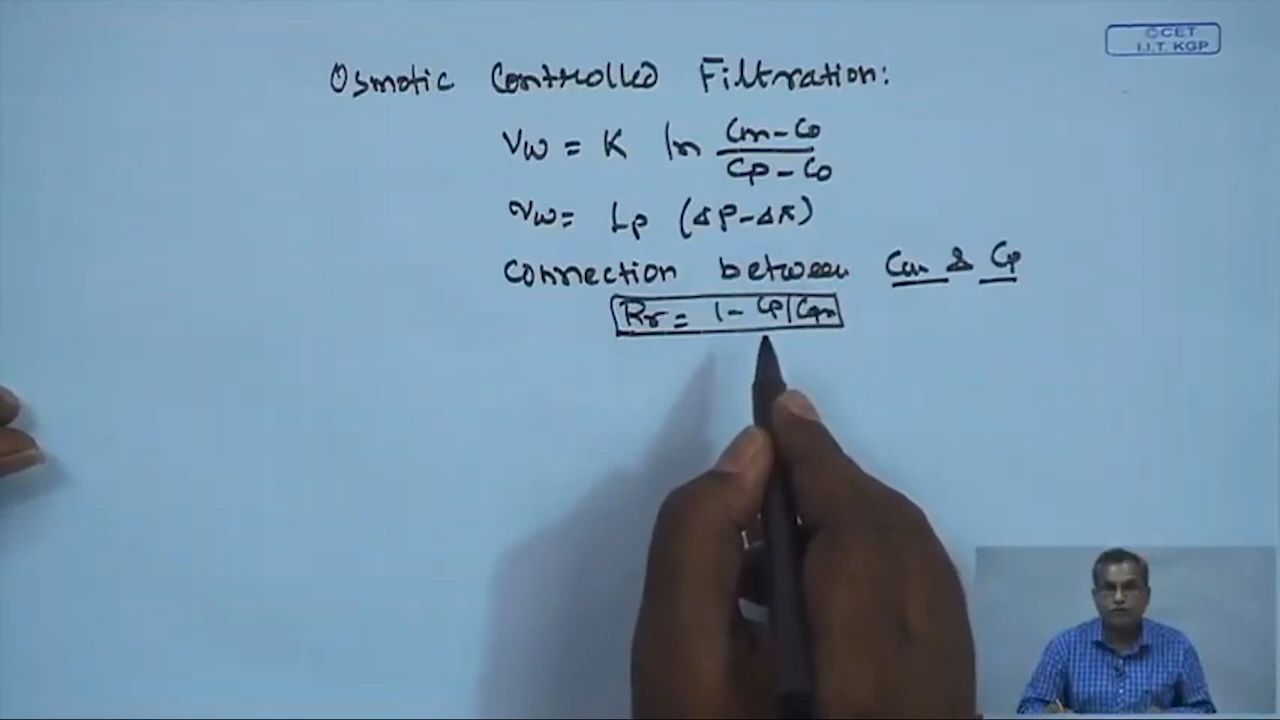 ©CET
I.I.T. KGP
Osmotic Controlled Filtration:
Vw = K ln (Cm-Co)/(Cp-Co)
Vw = Lp (ΔP-Δπ)
Connection between Cm & Cp
Rr = 1- Cp/Cm